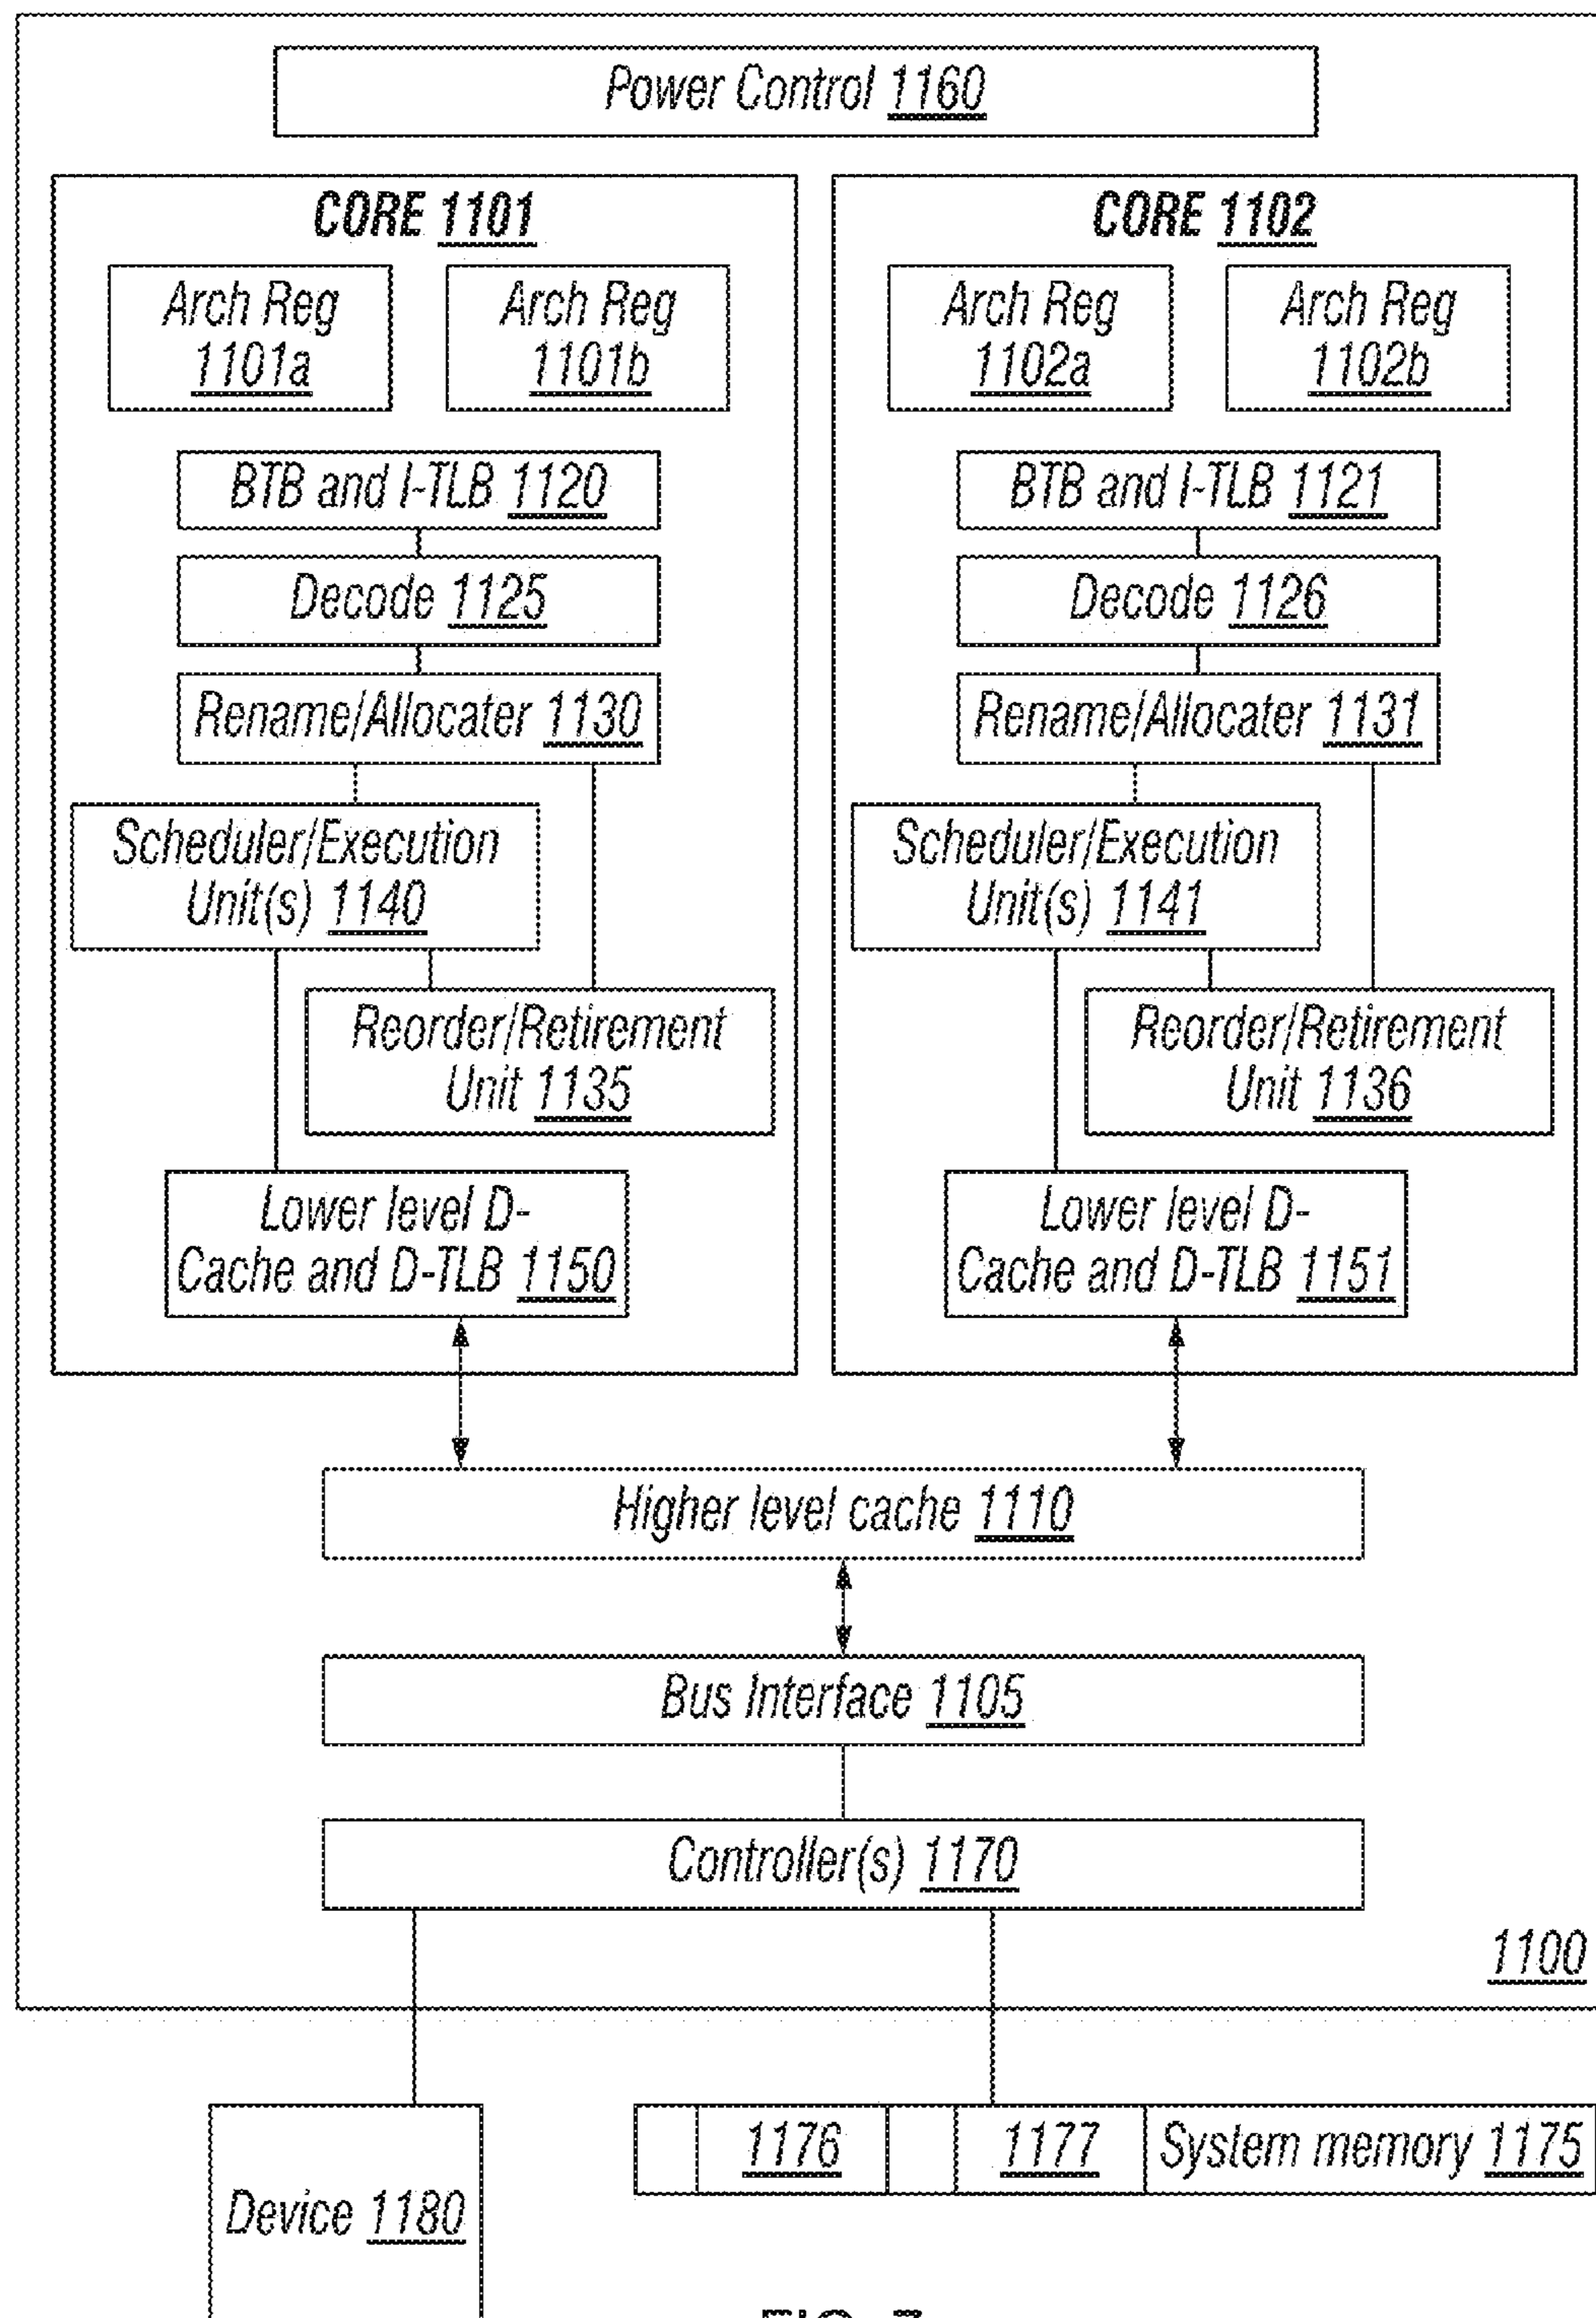 Power Control 1160
CORE 1101
Arch Reg
1101a
Arch Reg
1101b
BTB and I-TLB 1120
Decode 1125
Rename/Allocater 1130
Scheduler/Execution
Unit(s) 1140
Reorder/Retirement
Unit 1135
Lower level D-
Cache and D-TLB 1150
CORE 1102
Arch Reg
1102a
Arch Reg
1102b
BTB and I-TLB 1121
Decode 1126
Rename/Allocater 1131
Scheduler/Execution
Unit(s) 1141
Reorder/Retirement
Unit 1136
Lower level D-
Cache and D-TLB 1151
Higher level cache 1110
Bus Interface 1105
Controller(s) 1170
1100
1176
1177
System memory 1175
Device 1180